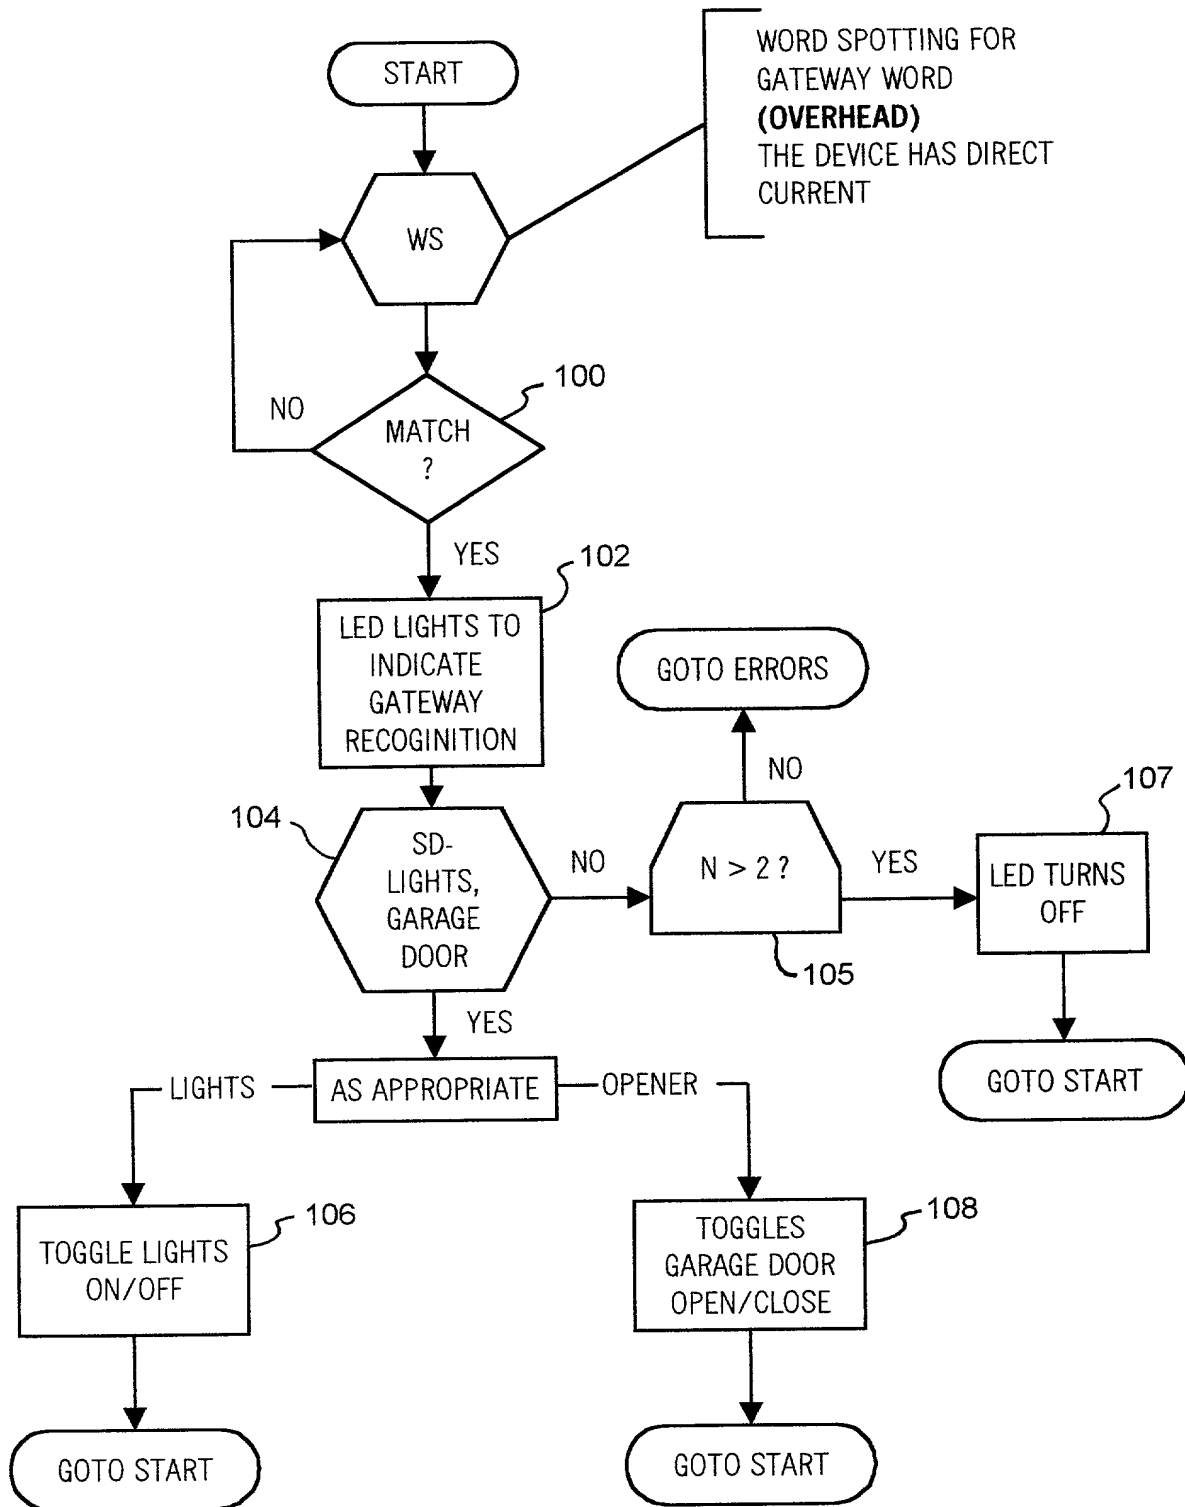 START
WORD SPOTTING FOR
GATEWAY WORD
(OVERHEAD)
THE DEVICE HAS DIRECT
CURRENT
WS
100
NO
MATCH
?
YES
102
LED LIGHTS TO
INDICATE
GATEWAY
RECOGINITION
GOTO ERRORS
NO
107
104
SD-
LIGHTS,
GARAGE
DOOR
NO
N > 2 ?
YES
LED TURNS
OFF
105
YES
GOTO START
LIGHTS
AS APPROPRIATE
OPENER
106
TOGGLE LIGHTS
ON/OFF
108
TOGGLES
GARAGE DOOR
OPEN/CLOSE
GOTO START
GOTO START